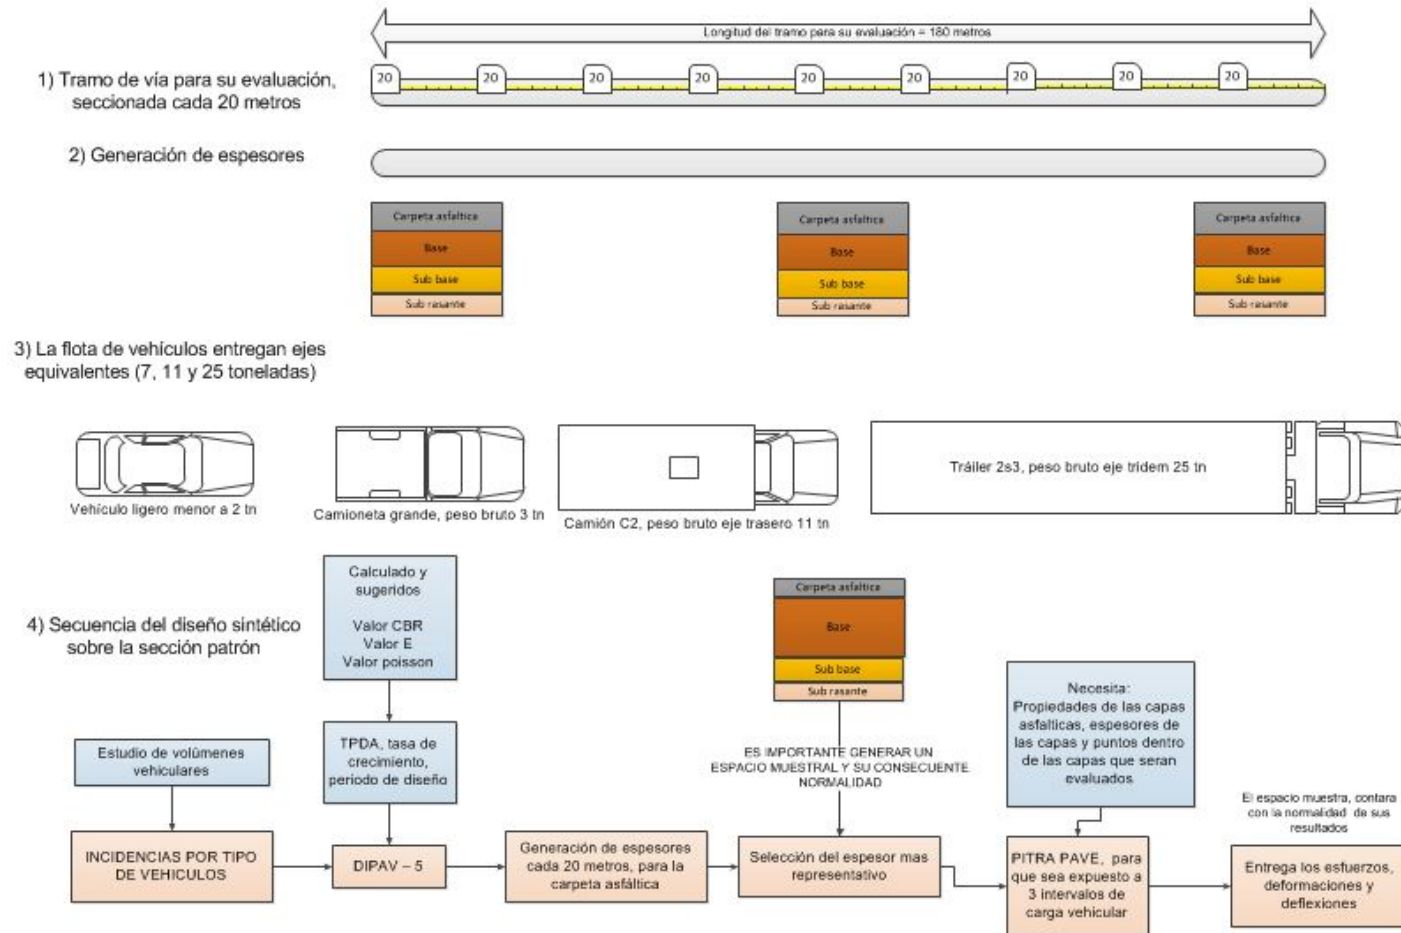 Longitud del tramo para su evaluación = 180 metros
1) Tramo de vía para su evaluación,
seccionada cada 20 metros
20 20 20 20 20 20 20 20 20
2) Generación de espesores
Carpeta asfaltica
Base
Sub base
Sub rasante
Carpeta asfaltica
Base
Sub base
Sub rasante
Carpeta asfaltica
Base
Sub base
Sub rasante
3) La flota de vehículos entregan ejes
equivalentes (7, 11 y 25 toneladas)
Vehículo ligero menor a 2 tn
Camioneta grande, peso bruto 3 tn
Camión C2, peso bruto eje trasero 11 tn
Tráiler 2s3, peso bruto eje tridem 25 tn
4) Secuencia del diseño sintético
sobre la sección patrón
Calculado y
sugeridos
Valor CBR
Valor E
Valor poisson
Carpeta asfaltica
Base
Sub base
Sub rasante
Estudio de volúmenes
vehiculares
TPDA, tasa de
crecimiento,
periodo de diseño
ES IMPORTANTE GENERAR UN
ESPACIO MUESTRAL Y SU CONSECUENTE
NORMALIDAD
Necesita:
Propiedades de las capas
asfalticas, espesores de
las capas y puntos dentro
de las capas que seran
evaluados
El espacio muestra, contara
con la normalidad de sus
resultados
INCIDENCIAS POR TIPO
DE VEHICULOS
DIPAV – 5
Generación de espesores
cada 20 metros, para la
carpeta asfáltica
Selección del espesor mas
representativo
PITRA PAVE, para
que sea expuesto a
3 intervalos de
carga vehicular
Entrega los esfuerzos,
deformaciones y
deflexiones